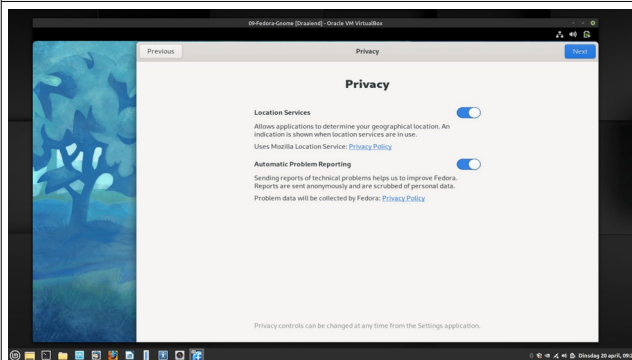 09-Fedora-Gnome [Draaiend] - Oracle VM VirtualBox
Previous
Privacy
Next
Privacy
Location Services
Allows applications to determine your geographical location. An
indication is shown when location services are in use.
Uses Mozilla Location Service: Privacy Policy
Automatic Problem Reporting
Sending reports of technical problems helps us to improve Fedora.
Reports are sent anonymously and are scrubbed of personal data.
Problem data will be collected by Fedora: Privacy Policy
Privacy controls can be changed at any time from the Settings application.
Dinsdag 20 april,